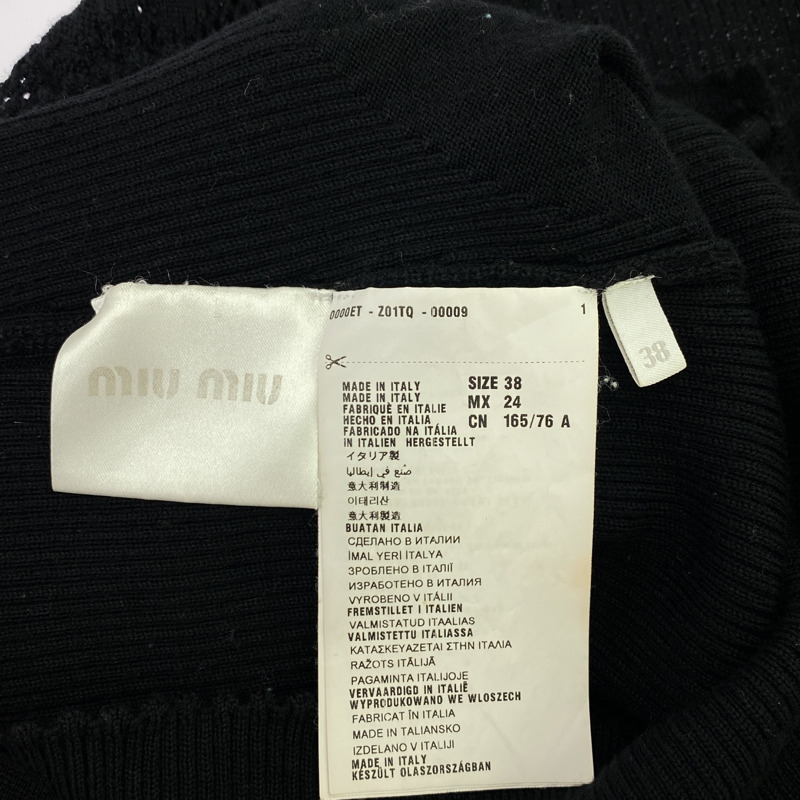 miu miu
0000ET - Z01TQ - 00009 1
38
MADE IN ITALY SIZE 38
MADE IN ITALY MX 24
FABRIQUÈ EN ITALIE
HECHO EN ITALIA CN 165/76 A
FABRICADO NA ITÁLIA
IN ITALIEN HERGESTELLT
イタリア製
صُنع في إيطاليا
意大利制造
이태리산
意大利製造
BUATAN ITALIA
СДЕЛАНО В ИТАЛИИ
İMAL YERİ İTALYA
ЗРОБЛЕНО В ІТАЛІЇ
ИЗРАБОТЕНО В ИТАЛИЯ
VYROBENO V ITÁLII
FREMSTILLET I ITALIEN
VALMISTATUD ITAALIAS
VALMISTETTU ITALIASSA
ΚΑΤΑΣΚΕΥΑΖΕΤΑΙ ΣΤΗΝ ΙΤΑΛΙΑ
RAŽOTS ITĀLIJĀ
PAGAMINTA ITALIJOJE
VERVAARDIGD IN ITALIË
WYPRODUKOWANO WE WLOSZECH
FABRICAT ÎN ITALIA
MADE IN TALIANSKO
IZDELANO V ITALIJI
MADE IN ITALY
KÉSZÜLT OLASZORSZÁGBAN